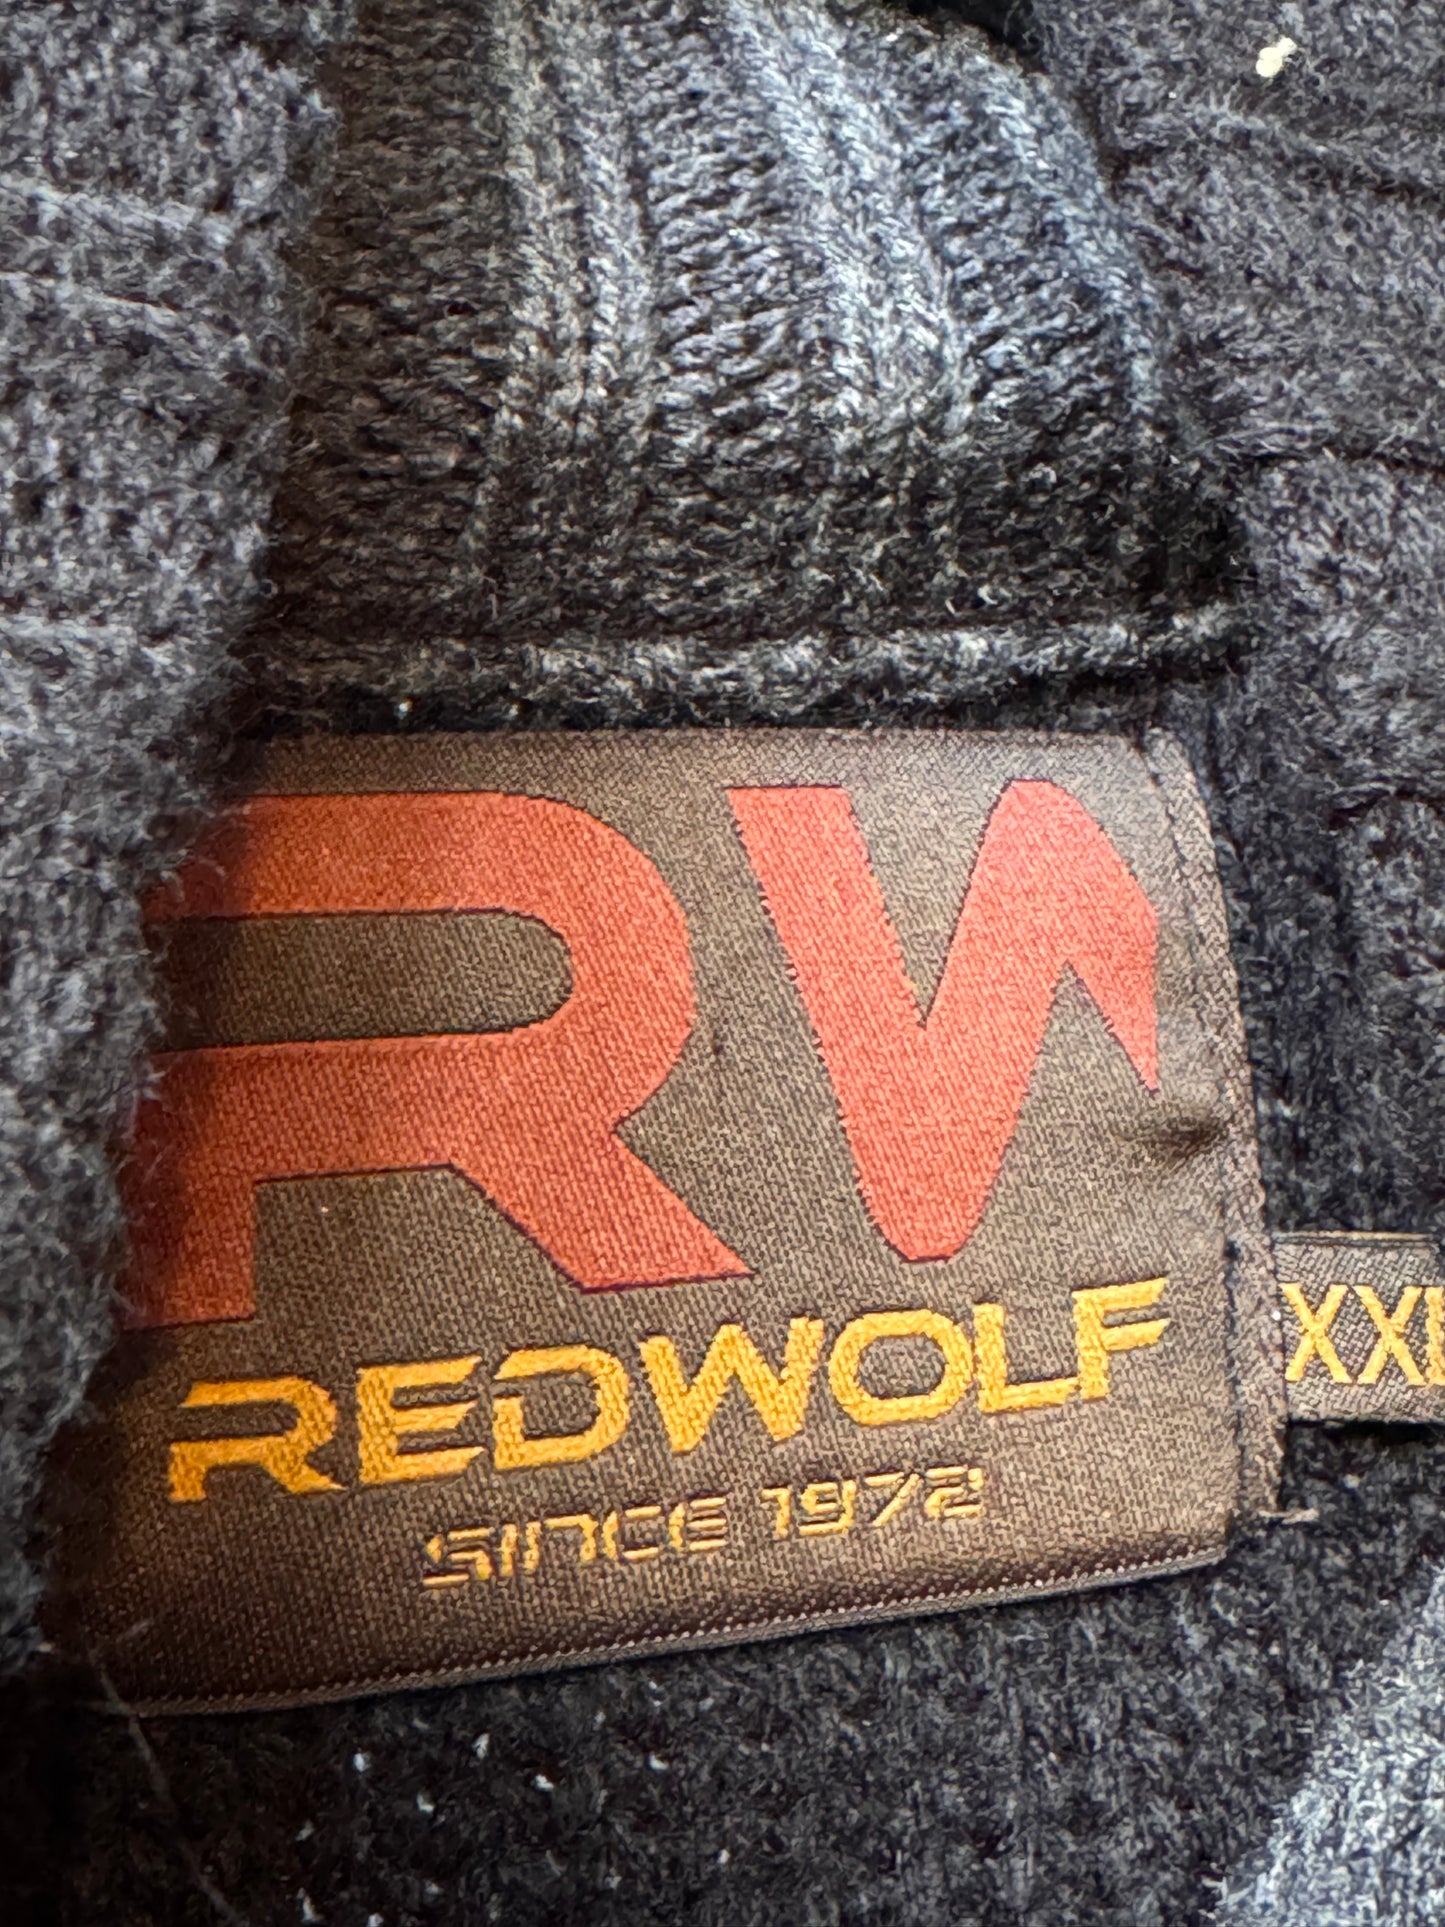 RW
REDWOLF
SINCE 1972
XXL